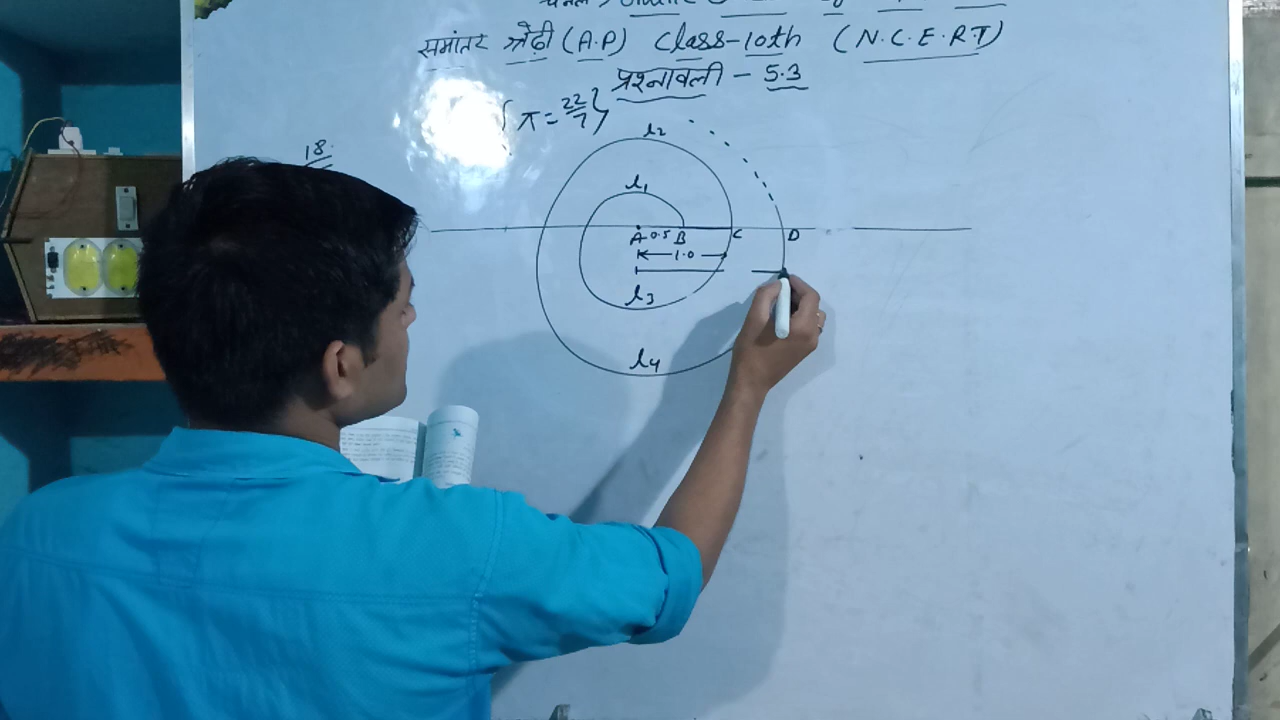 समांतर श्रेढी (A.P) Class-10th (N.C.E.R.T)
प्रश्नावली - 5.3
{π = 22/7}
18.
l2
l1
A 0.5 B C D
1.0
l3
l4